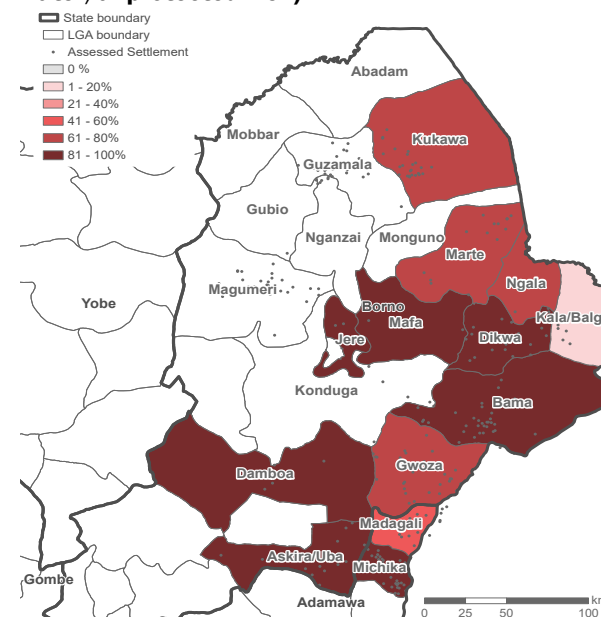 State boundary
LGA boundary
Assessed Settlement
0 %
1 - 20%
21 - 40%
41 - 60%
61 - 80%
81 - 100%
Abadam
Mobbar
Kukawa
Guzamala
Gubio
Nganzai
Monguno
Marte
Ngala
Magumeri
Yobe
Borno
Mafa
Kala/Balg
Jere
Dikwa
Konduga
Bama
Damboa
Gwoza
Madagali
Askira/Uba
Michika
Gombe
Adamawa
km
0 25 50 100